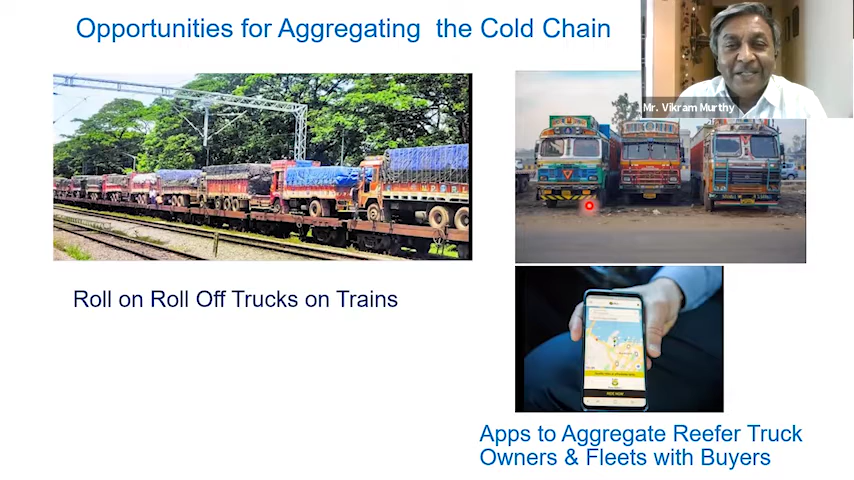 Opportunities for Aggregating the Cold Chain
Mr. Vikram Murthy
Roll on Roll Off Trucks on Trains
Apps to Aggregate Reefer Truck
Owners & Fleets with Buyers